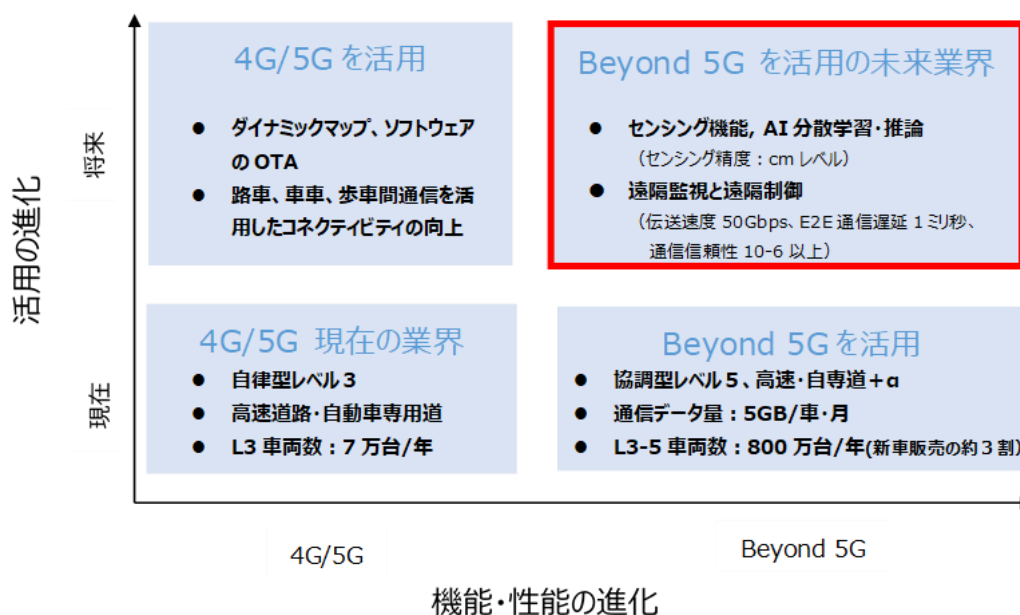 4G/5Gを活用
● ダイナミックマップ、ソフトウェア
のOTA
● 路車、車車、歩車間通信を活
用したコネクティビティの向上
Beyond 5G を活用の未来業界
● センシング機能, AI分散学習・推論
（センシング精度：cmレベル）
● 遠隔監視と遠隔制御
（伝送速度 50Gbps、E2E 通信遅延 1 ミリ秒、
通信信頼性 10-6 以上）
4G/5G 現在の業界
● 自律型レベル3
● 高速道路・自動車専用道
● L3 車両数：7 万台/年
Beyond 5Gを活用
● 協調型レベル5、高速・自専道+α
● 通信データ量：5GB/車・月
● L3-5 車両数：800 万台/年(新車販売の約3割)
活用の進化
将来
現在
4G/5G
Beyond 5G
機能・性能の進化